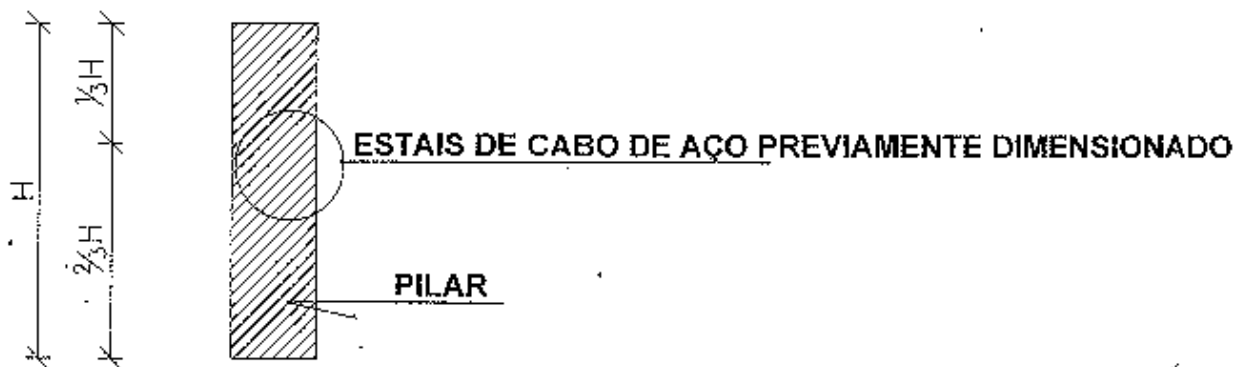 H
⅓H
⅔H
ESTAIS DE CABO DE AÇO PREVIAMENTE DIMENSIONADO
PILAR